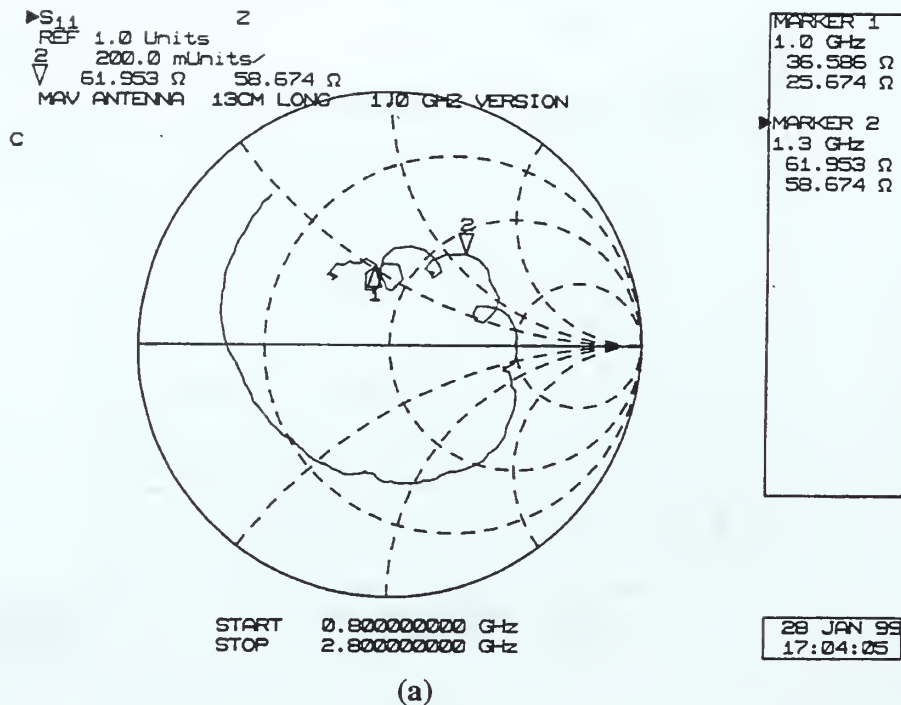 ►S11 Z
REF 1.0 Units
2 200.0 mUnits/
▽ 61.953 Ω 58.674 Ω
MAV ANTENNA 13CM LONG 1.0 GHZ VERSION
C
2
1
MARKER 1
1.0 GHz
36.586 Ω
25.674 Ω
►MARKER 2
1.3 GHz
61.953 Ω
58.674 Ω
START 0.800000000 GHz
STOP 2.800000000 GHz
28 JAN 99
17:04:05
(a)